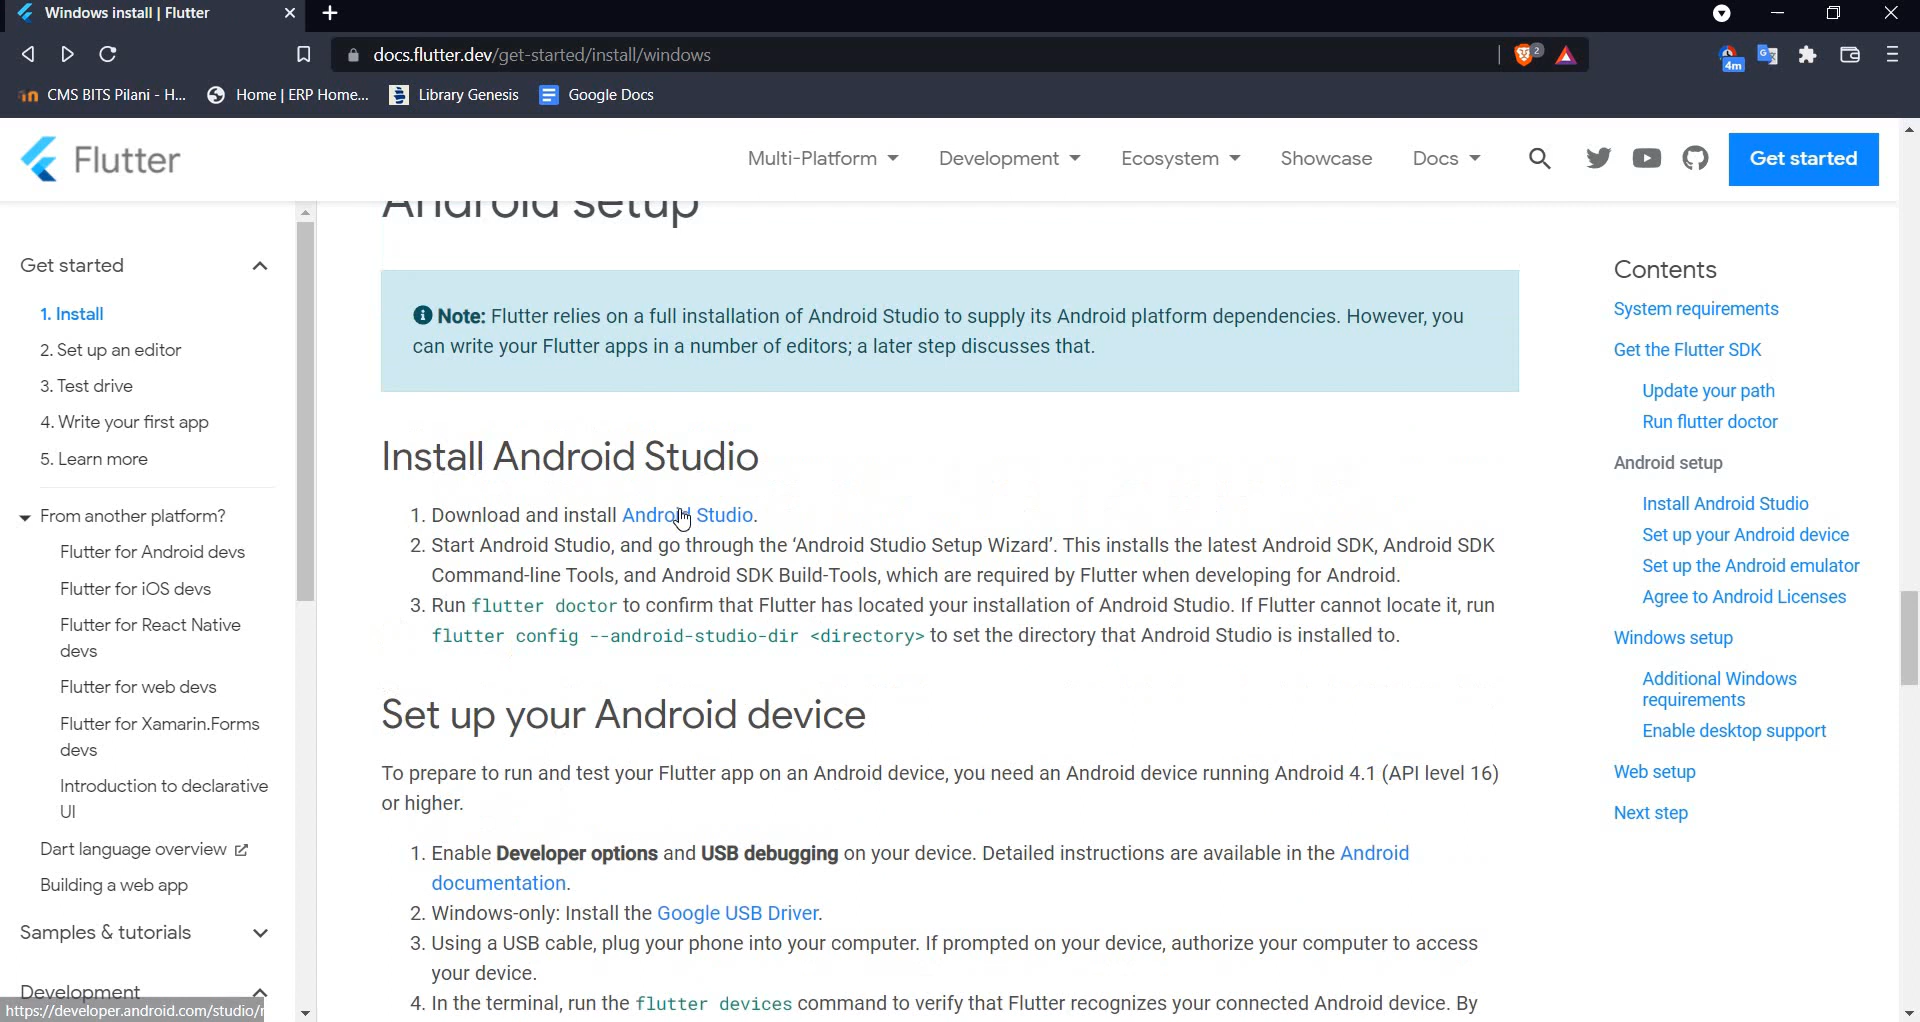 Windows install | Flutter
docs.flutter.dev/get-started/install/windows
2
4m
CMS BITS Pilani - H...
Home | ERP Home...
Library Genesis
Google Docs
Flutter
Multi-Platform
Development
Ecosystem
Showcase
Docs
Get started
Android setup
Get started
1. Install
2. Set up an editor
3. Test drive
4. Write your first app
5. Learn more
From another platform?
Flutter for Android devs
Flutter for iOS devs
Flutter for React Native
devs
Flutter for web devs
Flutter for Xamarin.Forms
devs
Introduction to declarative
UI
Dart language overview
Building a web app
Samples & tutorials
Development
https://developer.android.com/studio/
Note: Flutter relies on a full installation of Android Studio to supply its Android platform dependencies. However, you
can write your Flutter apps in a number of editors; a later step discusses that.
Install Android Studio
1. Download and install Android Studio.
2. Start Android Studio, and go through the ‘Android Studio Setup Wizard’. This installs the latest Android SDK, Android SDK
Command-line Tools, and Android SDK Build-Tools, which are required by Flutter when developing for Android.
3. Run flutter doctor to confirm that Flutter has located your installation of Android Studio. If Flutter cannot locate it, run
flutter config --android-studio-dir <directory> to set the directory that Android Studio is installed to.
Set up your Android device
To prepare to run and test your Flutter app on an Android device, you need an Android device running Android 4.1 (API level 16)
or higher.
1. Enable Developer options and USB debugging on your device. Detailed instructions are available in the Android
documentation.
2. Windows-only: Install the Google USB Driver.
3. Using a USB cable, plug your phone into your computer. If prompted on your device, authorize your computer to access
your device.
4. In the terminal, run the flutter devices command to verify that Flutter recognizes your connected Android device. By
Contents
System requirements
Get the Flutter SDK
Update your path
Run flutter doctor
Android setup
Install Android Studio
Set up your Android device
Set up the Android emulator
Agree to Android Licenses
Windows setup
Additional Windows
requirements
Enable desktop support
Web setup
Next step